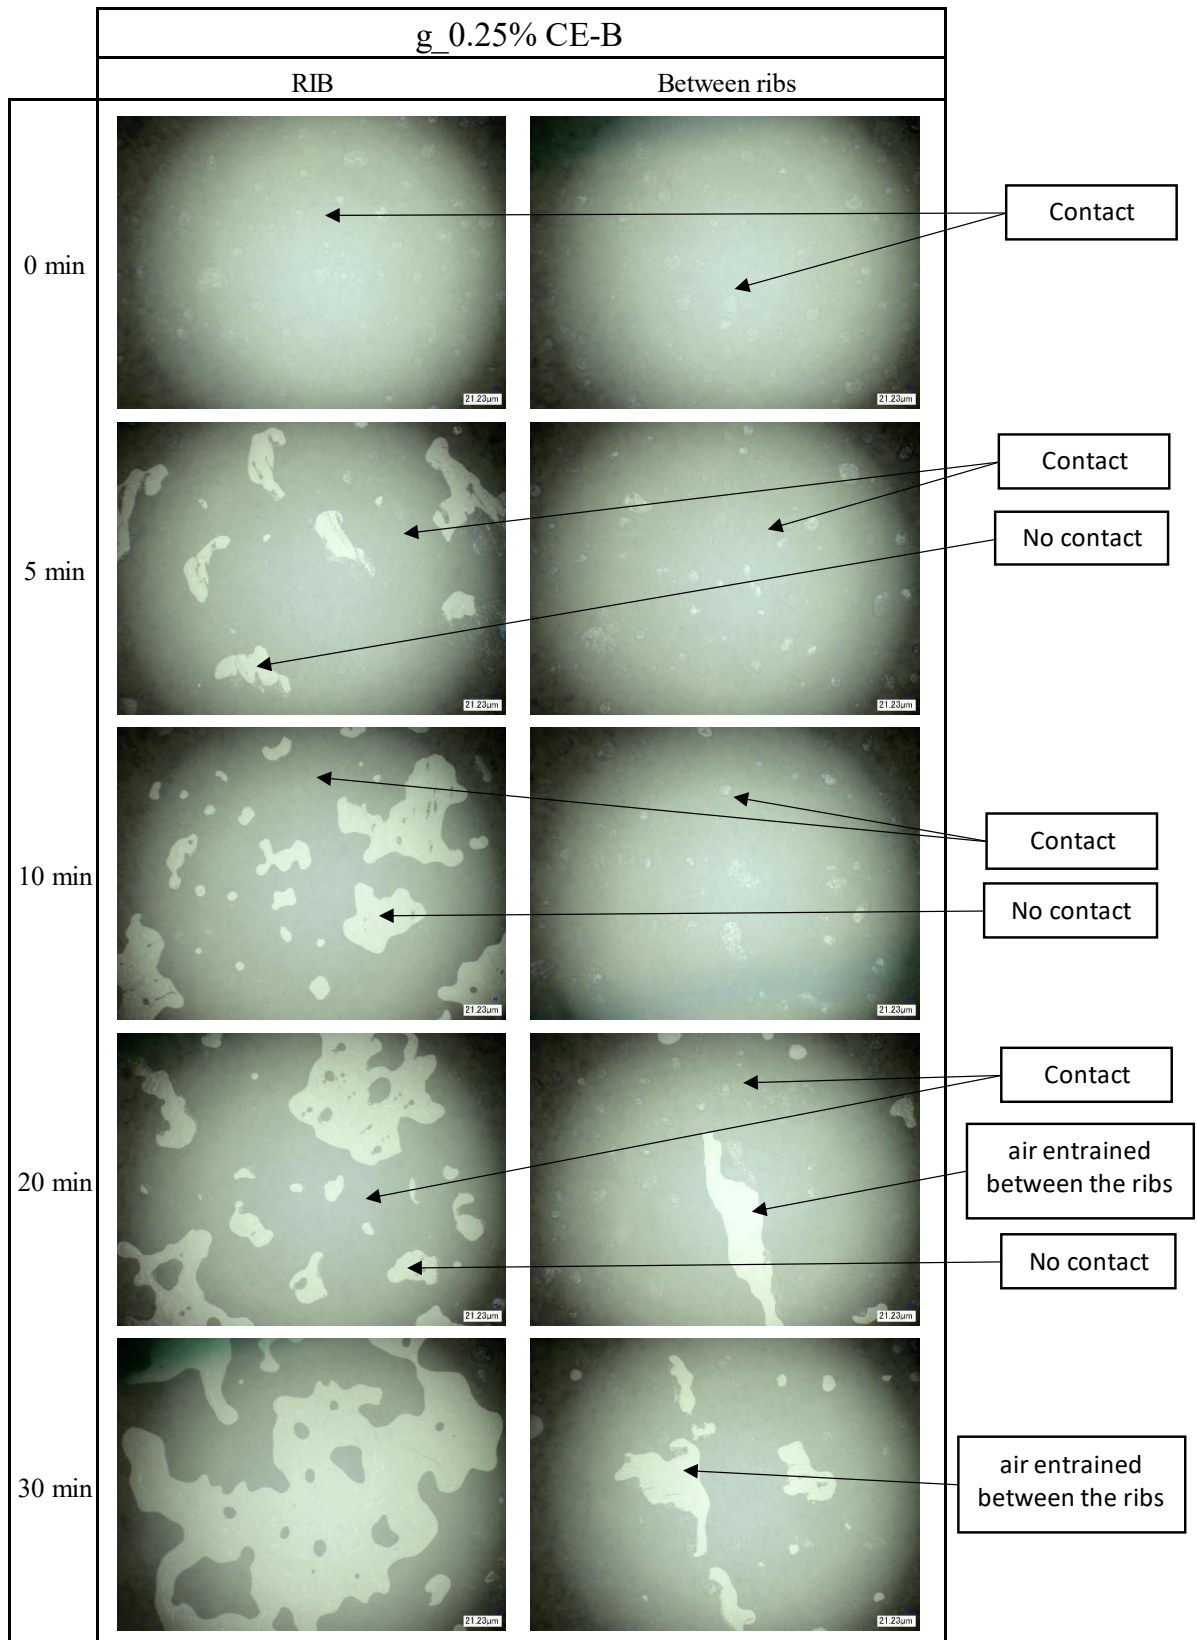 g_0.25% CE-B
RIB
Between ribs
0 min
21.23µm
21.23µm
Contact
5 min
21.23µm
21.23µm
Contact
No contact
10 min
21.23µm
21.23µm
Contact
No contact
20 min
21.23µm
21.23µm
Contact
air entrained
between the ribs
No contact
30 min
21.23µm
21.23µm
air entrained
between the ribs